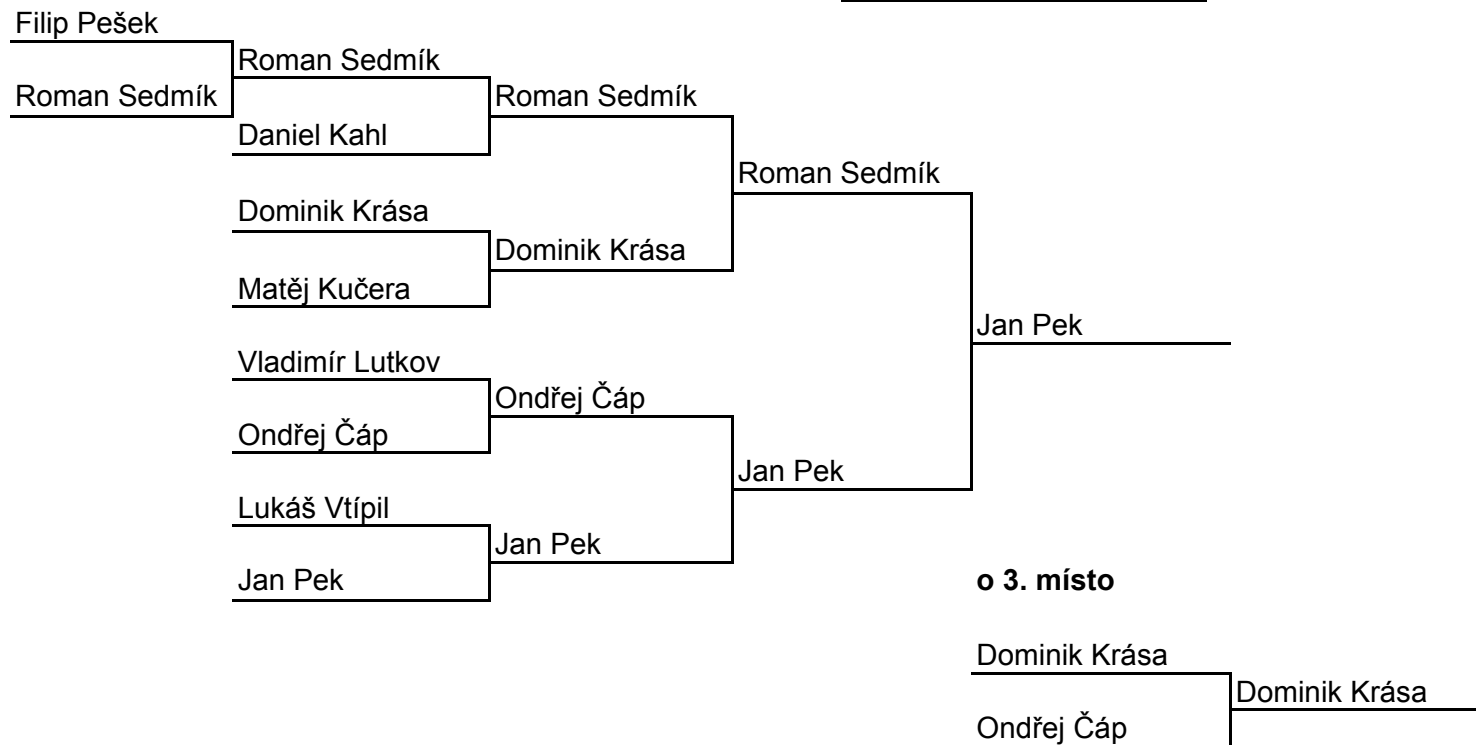 Filip Pešek
Roman Sedmík
Roman Sedmík
Roman Sedmík
Daniel Kahl
Roman Sedmík
Dominik Krása
Dominik Krása
Matěj Kučera
Jan Pek
Vladimír Lutkov
Ondřej Čáp
Ondřej Čáp
Jan Pek
Lukáš Vtípil
Jan Pek
Jan Pek
o 3. místo
Dominik Krása
Dominik Krása
Ondřej Čáp